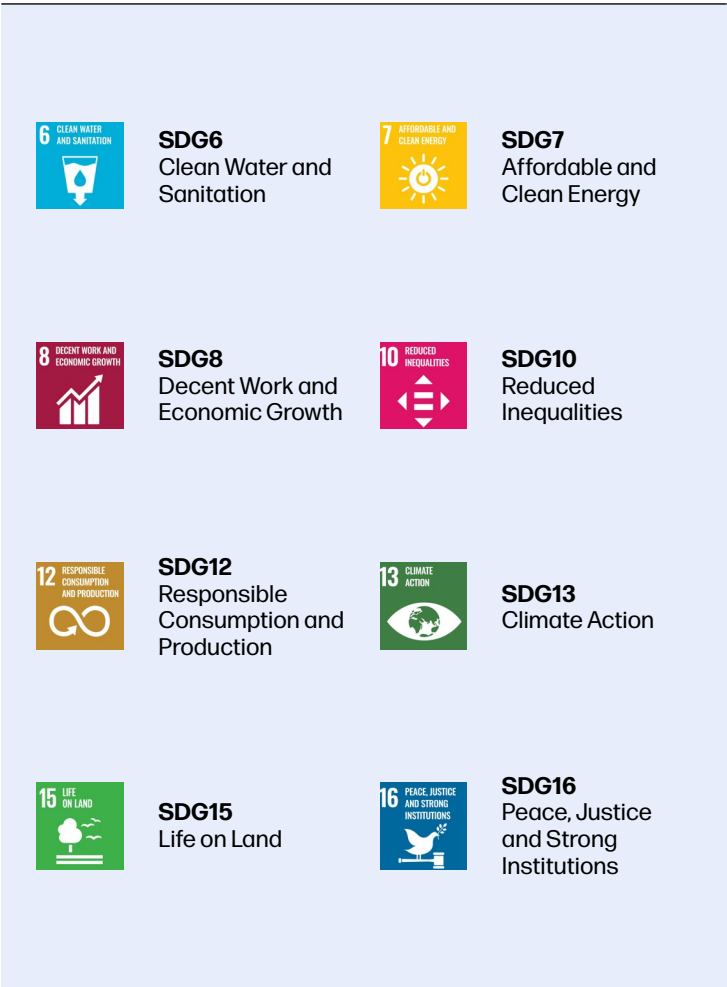 6 CLEAN WATER
AND SANITATION
SDG6
Clean Water and
Sanitation
7 AFFORDABLE AND
CLEAN ENERGY
SDG7
Affordable and
Clean Energy
8 DECENT WORK AND
ECONOMIC GROWTH
SDG8
Decent Work and
Economic Growth
10 REDUCED
INEQUALITIES
SDG10
Reduced
Inequalities
12 RESPONSIBLE
CONSUMPTION
AND PRODUCTION
SDG12
Responsible
Consumption and
Production
13 CLIMATE
ACTION
SDG13
Climate Action
15 LIFE
ON LAND
SDG15
Life on Land
16 PEACE, JUSTICE
AND STRONG
INSTITUTIONS
SDG16
Peace, Justice
and Strong
Institutions